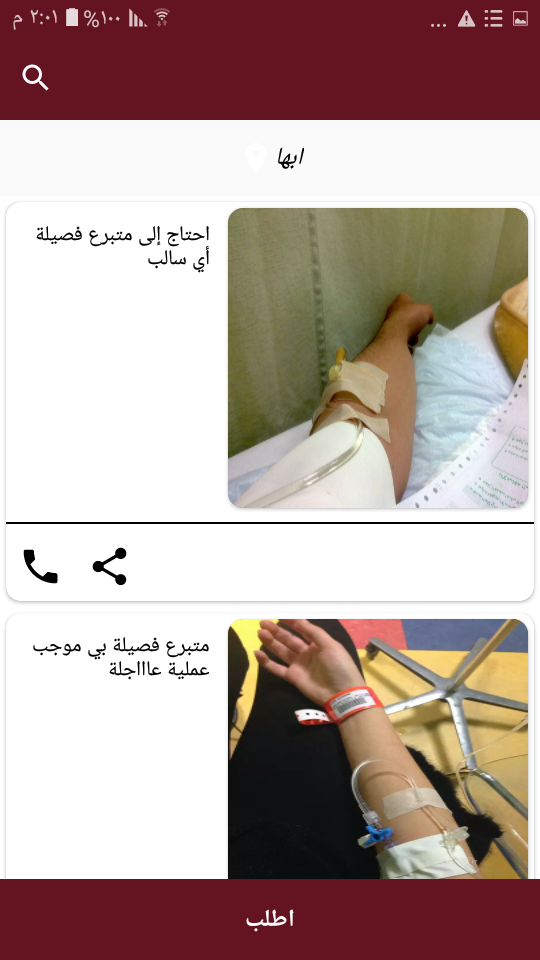 ٢:٠١ م ١٠٠%
ابها
احتاج إلى متبرع فصيلة
أي سالب
متبرع فصيلة بي موجب
عملية عاااجلة
اطلب